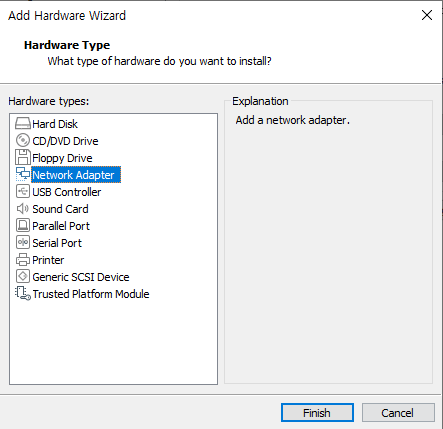 Add Hardware Wizard
Hardware Type
What type of hardware do you want to install?
Hardware types:
Hard Disk
CD/DVD Drive
Floppy Drive
Network Adapter
USB Controller
Sound Card
Parallel Port
Serial Port
Printer
Generic SCSI Device
Trusted Platform Module
Explanation
Add a network adapter.
Finish
Cancel